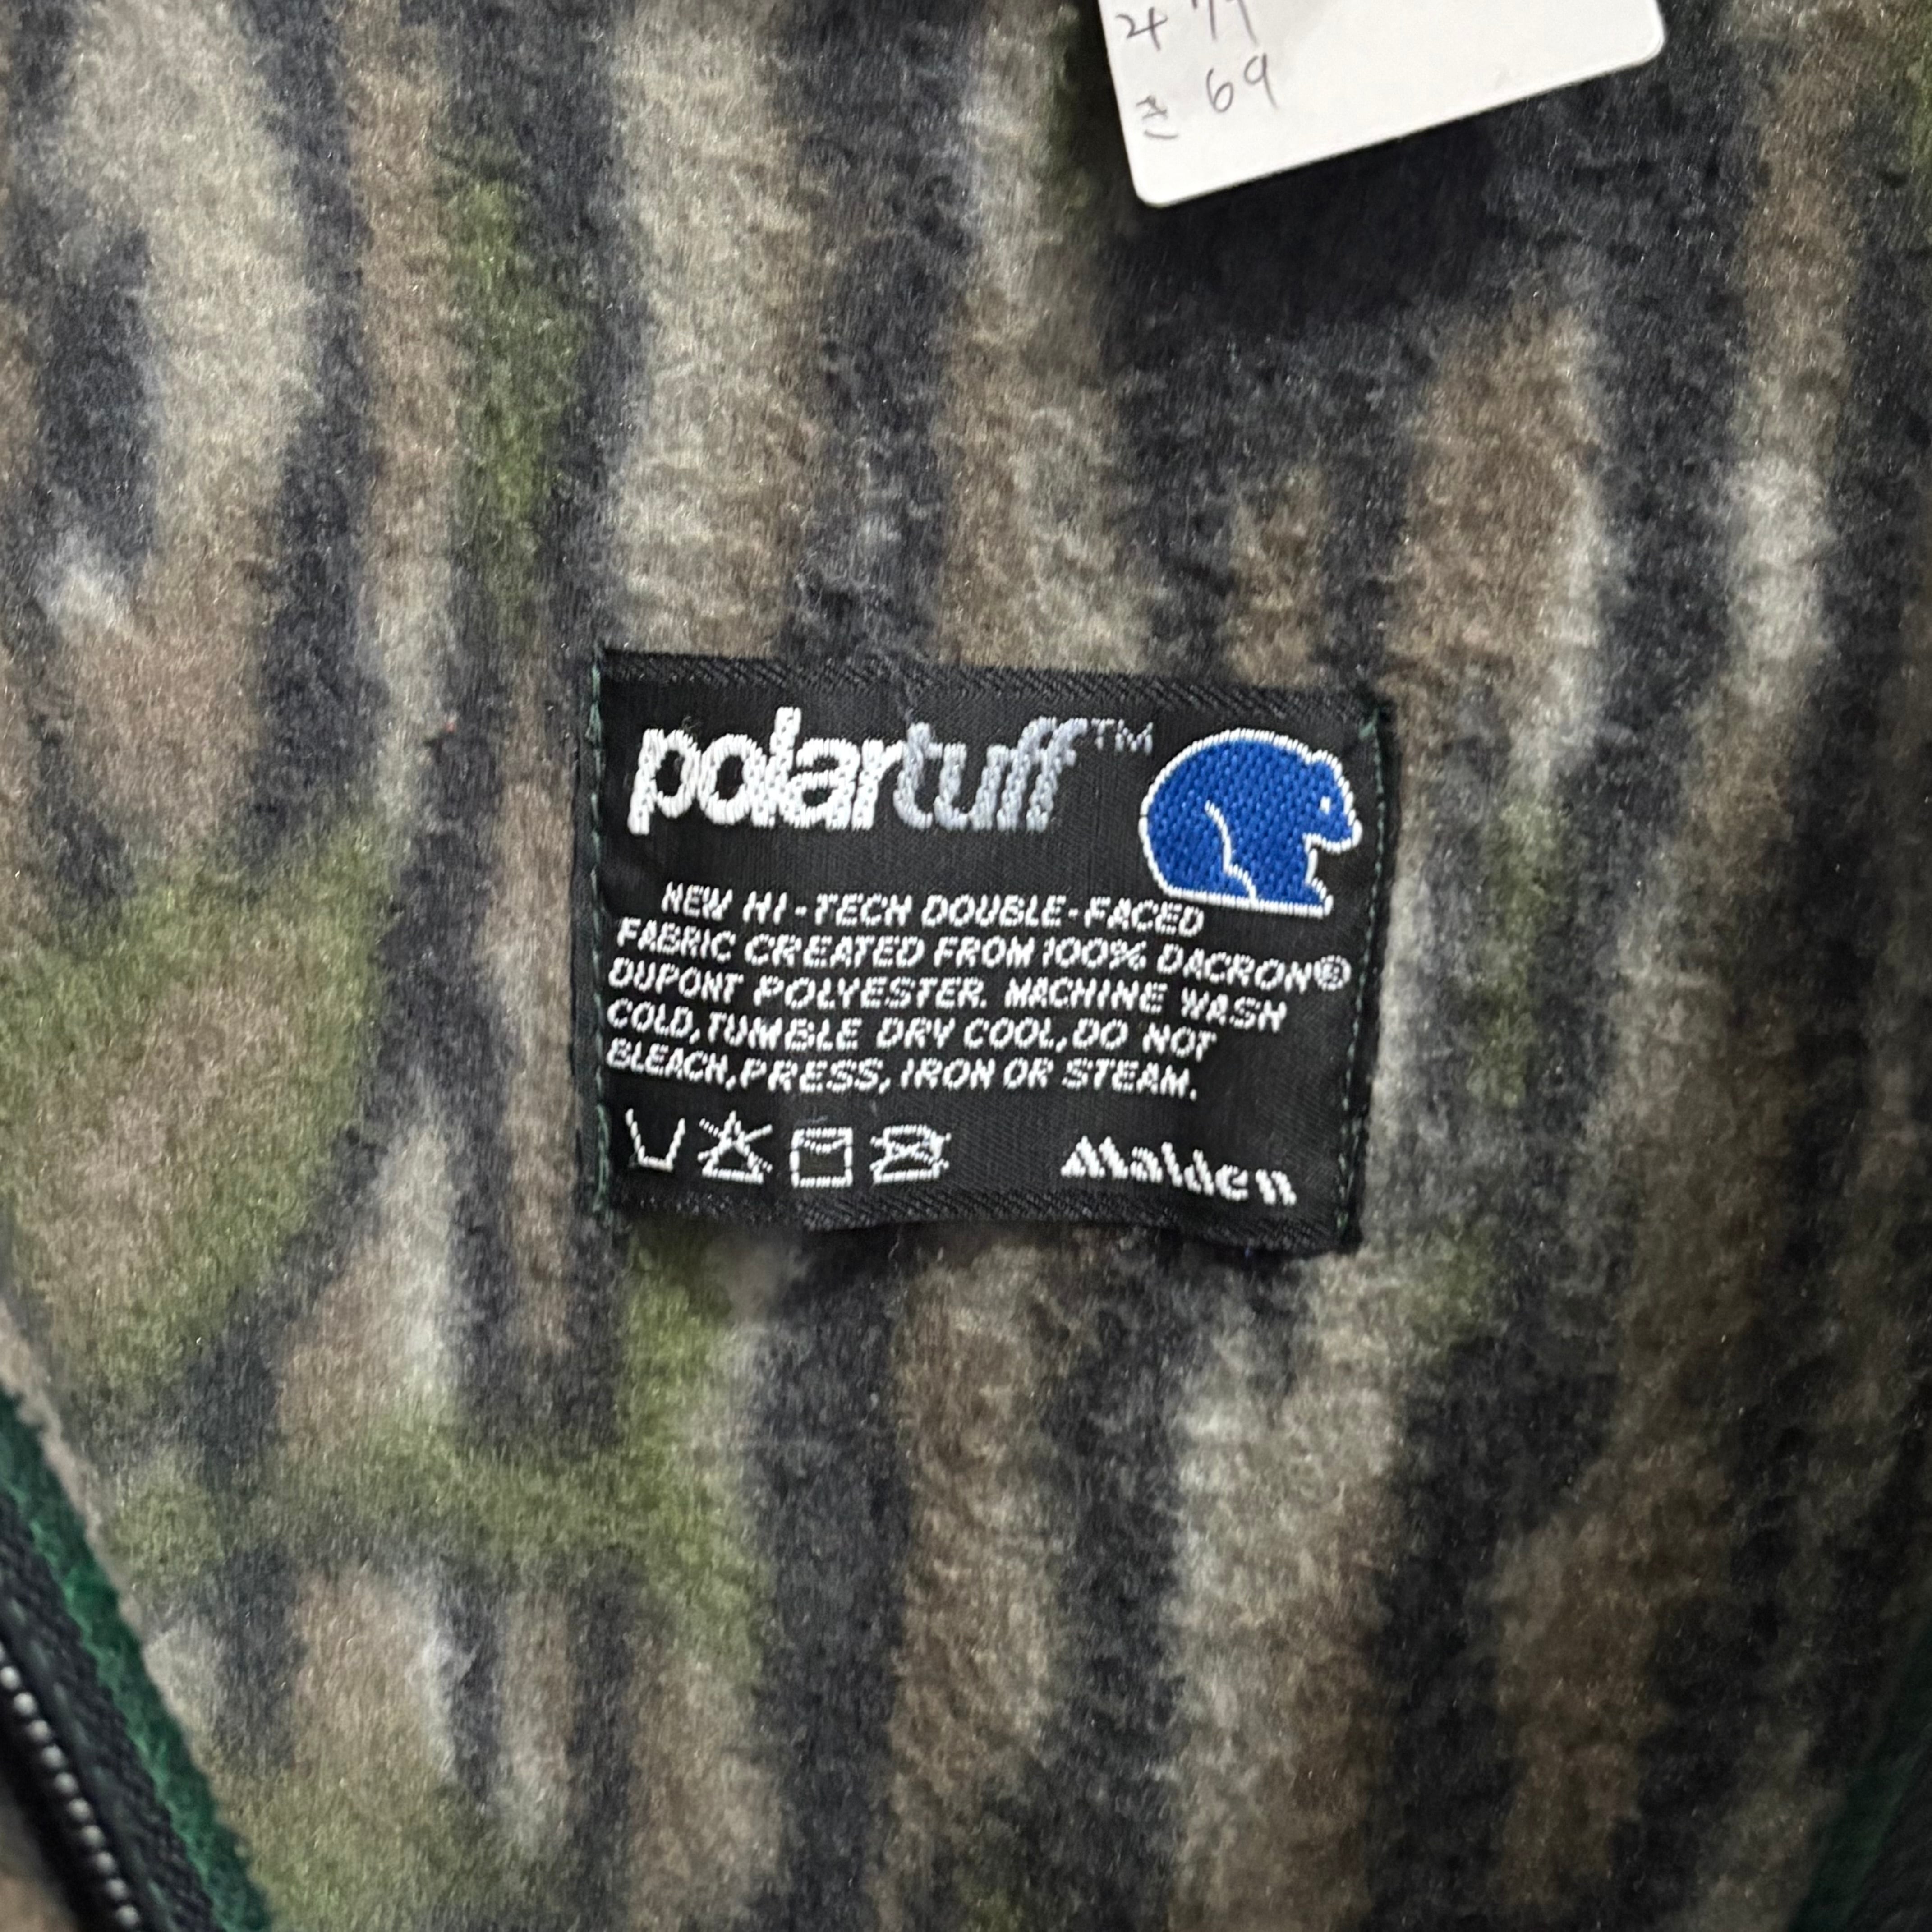 69
polartuff™
NEW HI-TECH DOUBLE-FACED
FABRIC CREATED FROM 100% DACRON®
DUPONT POLYESTER. MACHINE WASH
COLD, TUMBLE DRY COOL, DO NOT
BLEACH, PRESS, IRON OR STEAM.
Malden